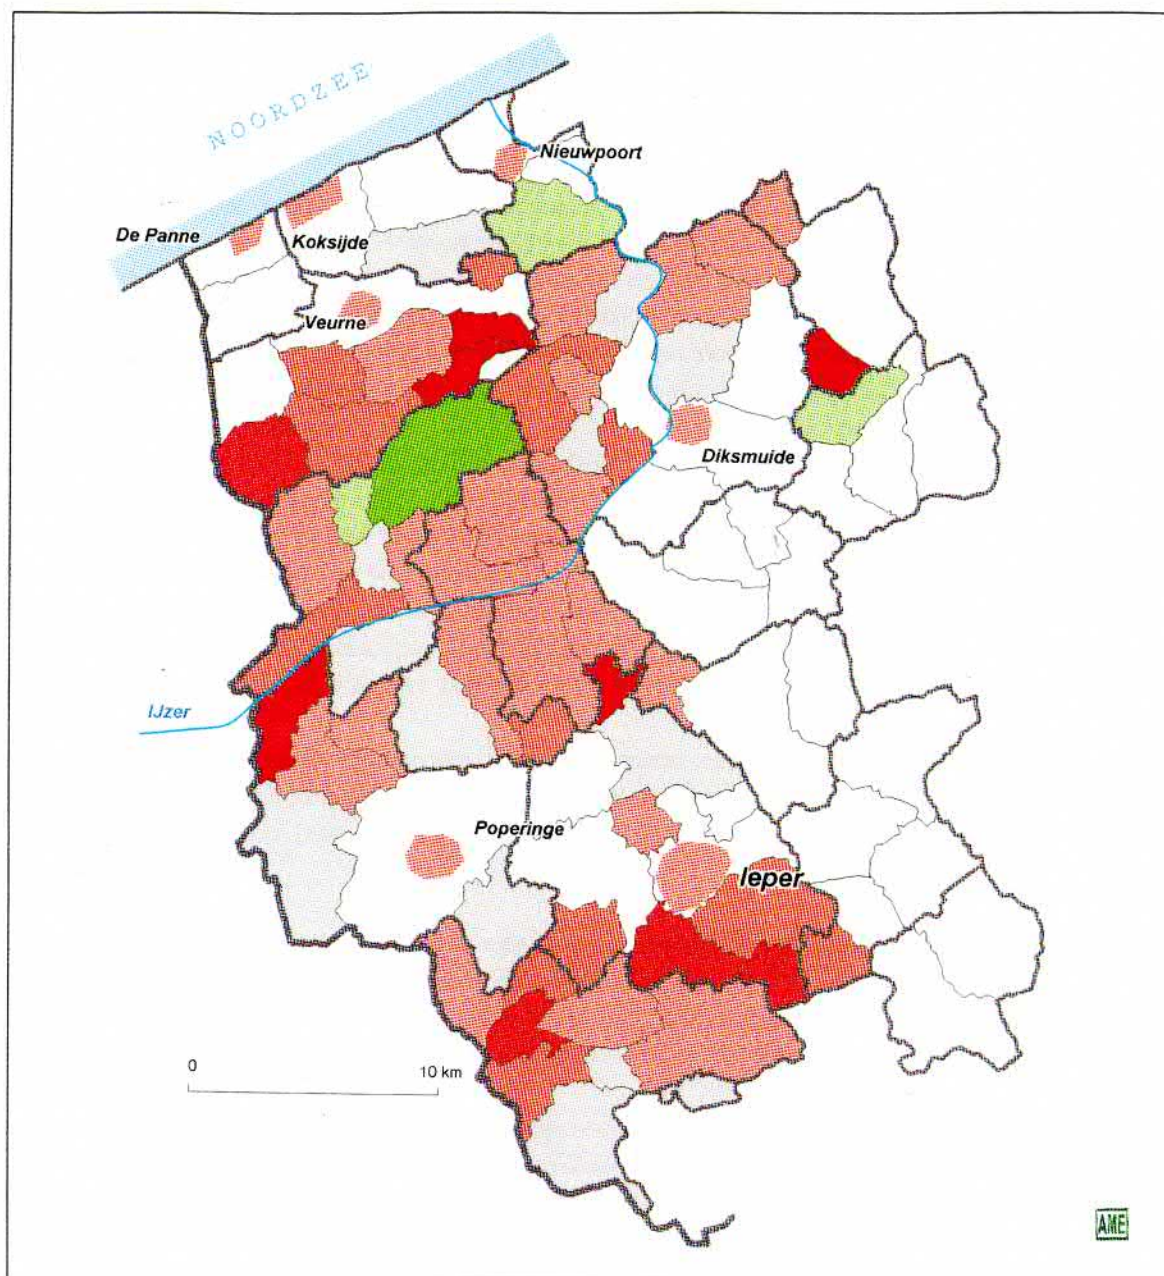 NOORDZEE
Nieuwpoort
De Panne
Koksijde
Veurne
Diksmuide
IJzer
Poperinge
Ieper
0
10 km
AME